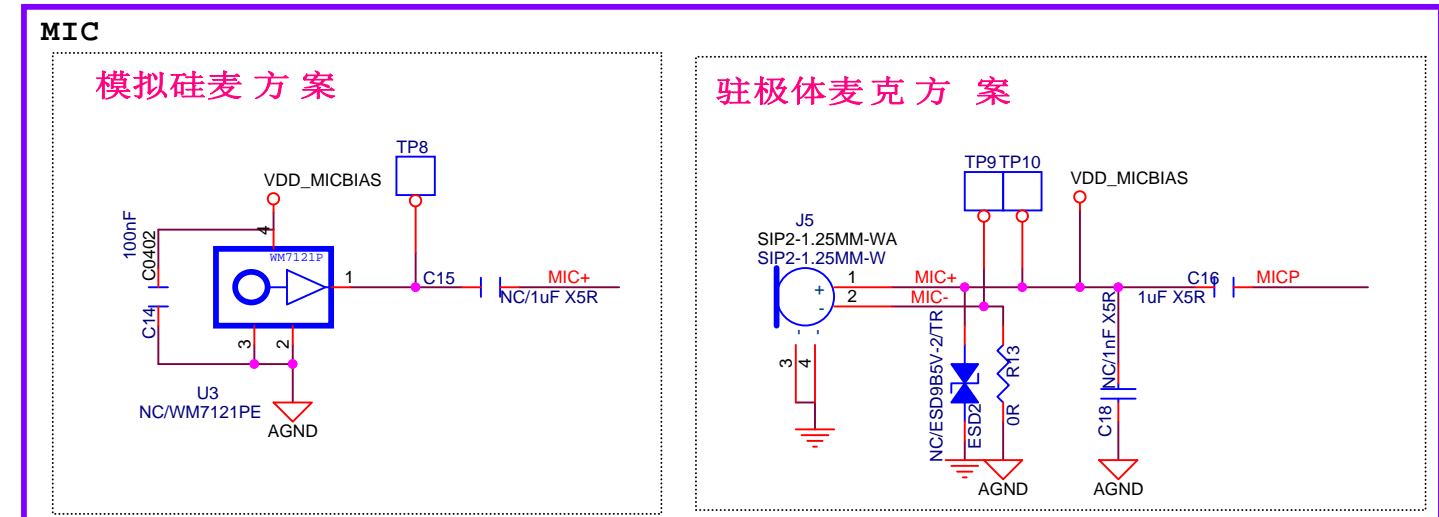 MIC
模拟硅麦方案
TP8
VDD_MICBIAS
100nF
C0402
C14
4
WM7121P
1
C15
MIC+
NC/1uF X5R
3
2
U3
NC/WM7121PE
AGND
驻极体麦克方案
TP9
TP10
VDD_MICBIAS
J5
SIP2-1.25MM-WA
SIP2-1.25MM-W
1
MIC+
2
MIC-
+
-
3
4
C16
MICP
1uF X5R
NC/ESD9B5V-2/TR
ESD2
R13
0R
NC/1nF X5R
C18
AGND
AGND